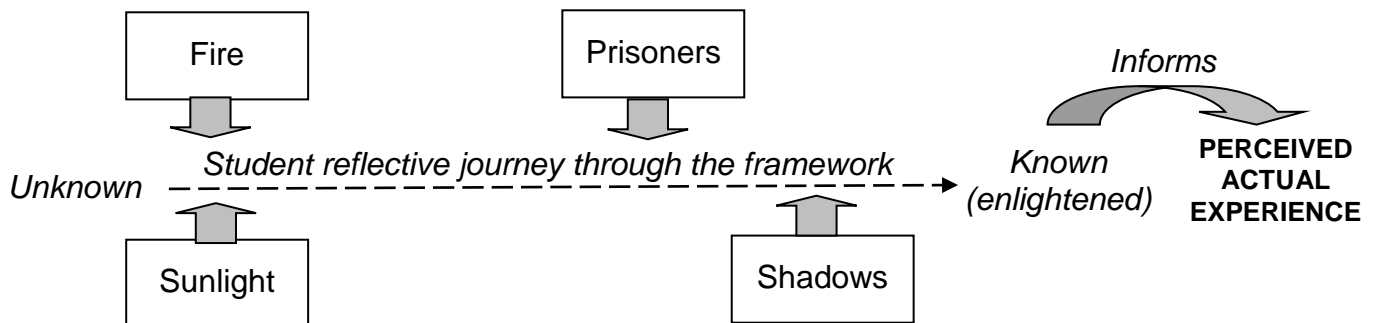 Fire
Prisoners
Informs
Student reflective journey through the framework
Unknown
Known
(enlightened)
PERCEIVED
ACTUAL
EXPERIENCE
Sunlight
Shadows